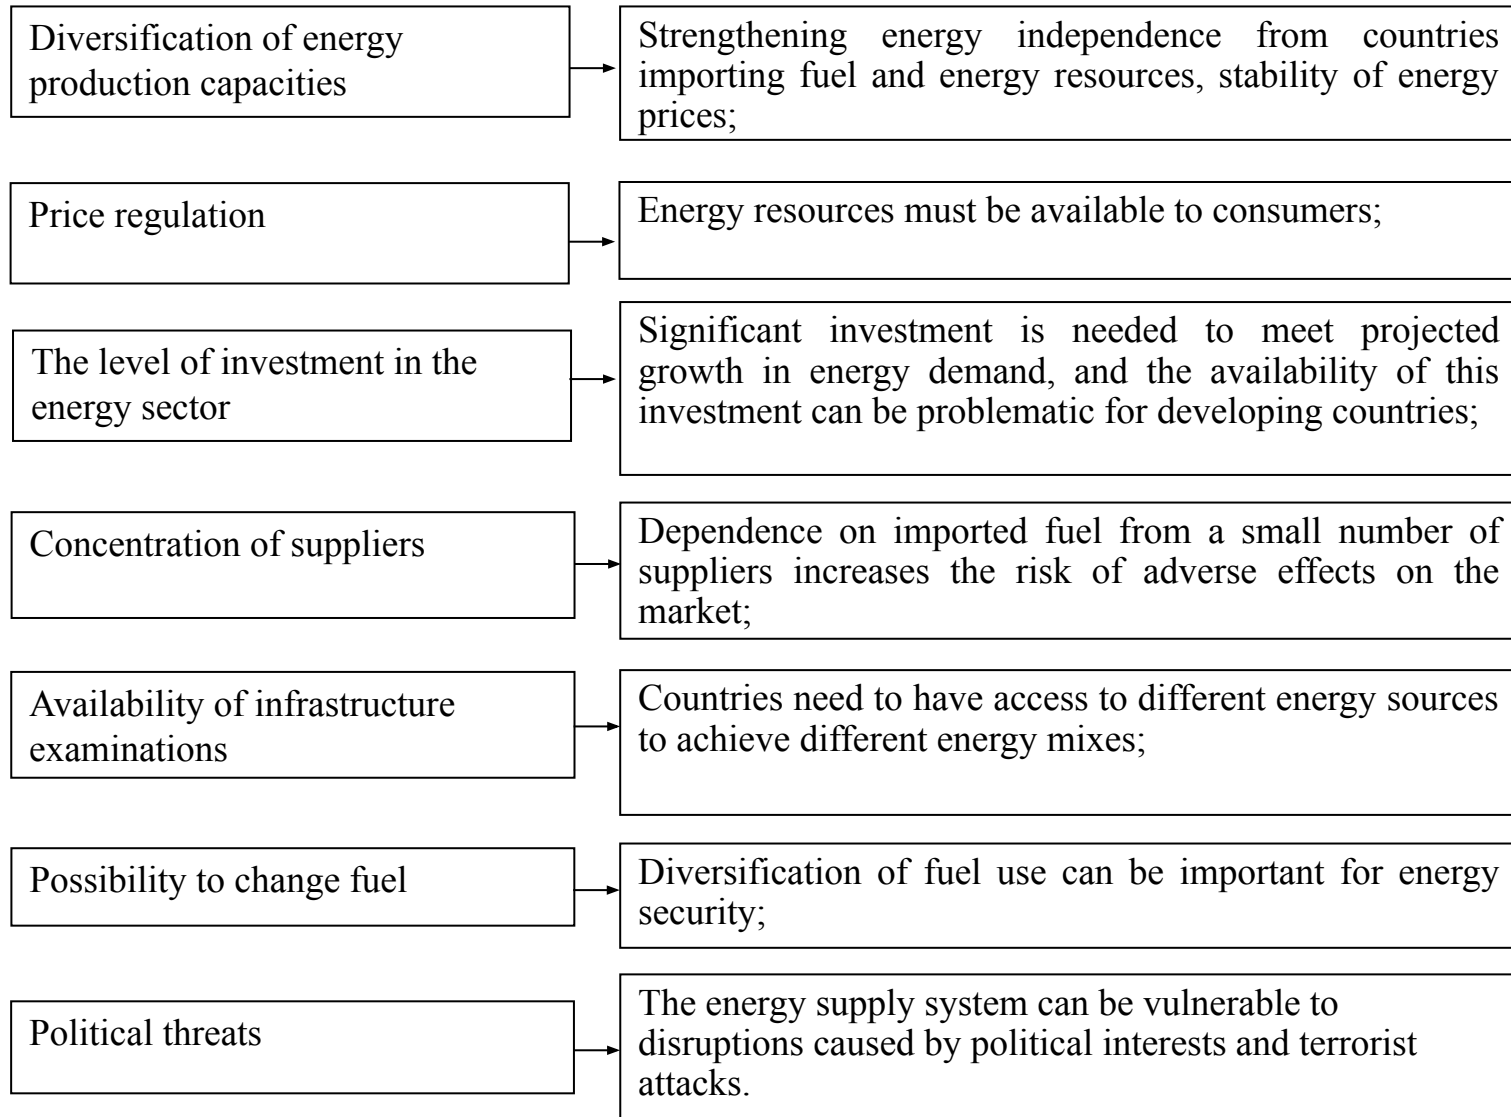 Diversification of energy
production capacities
Strengthening energy independence from countries
importing fuel and energy resources, stability of energy
prices;
Price regulation
Energy resources must be available to consumers;
The level of investment in the
energy sector
Significant investment is needed to meet projected
growth in energy demand, and the availability of this
investment can be problematic for developing countries;
Concentration of suppliers
Dependence on imported fuel from a small number of
suppliers increases the risk of adverse effects on the
market;
Availability of infrastructure
examinations
Countries need to have access to different energy sources
to achieve different energy mixes;
Possibility to change fuel
Diversification of fuel use can be important for energy
security;
Political threats
The energy supply system can be vulnerable to
disruptions caused by political interests and terrorist
attacks.